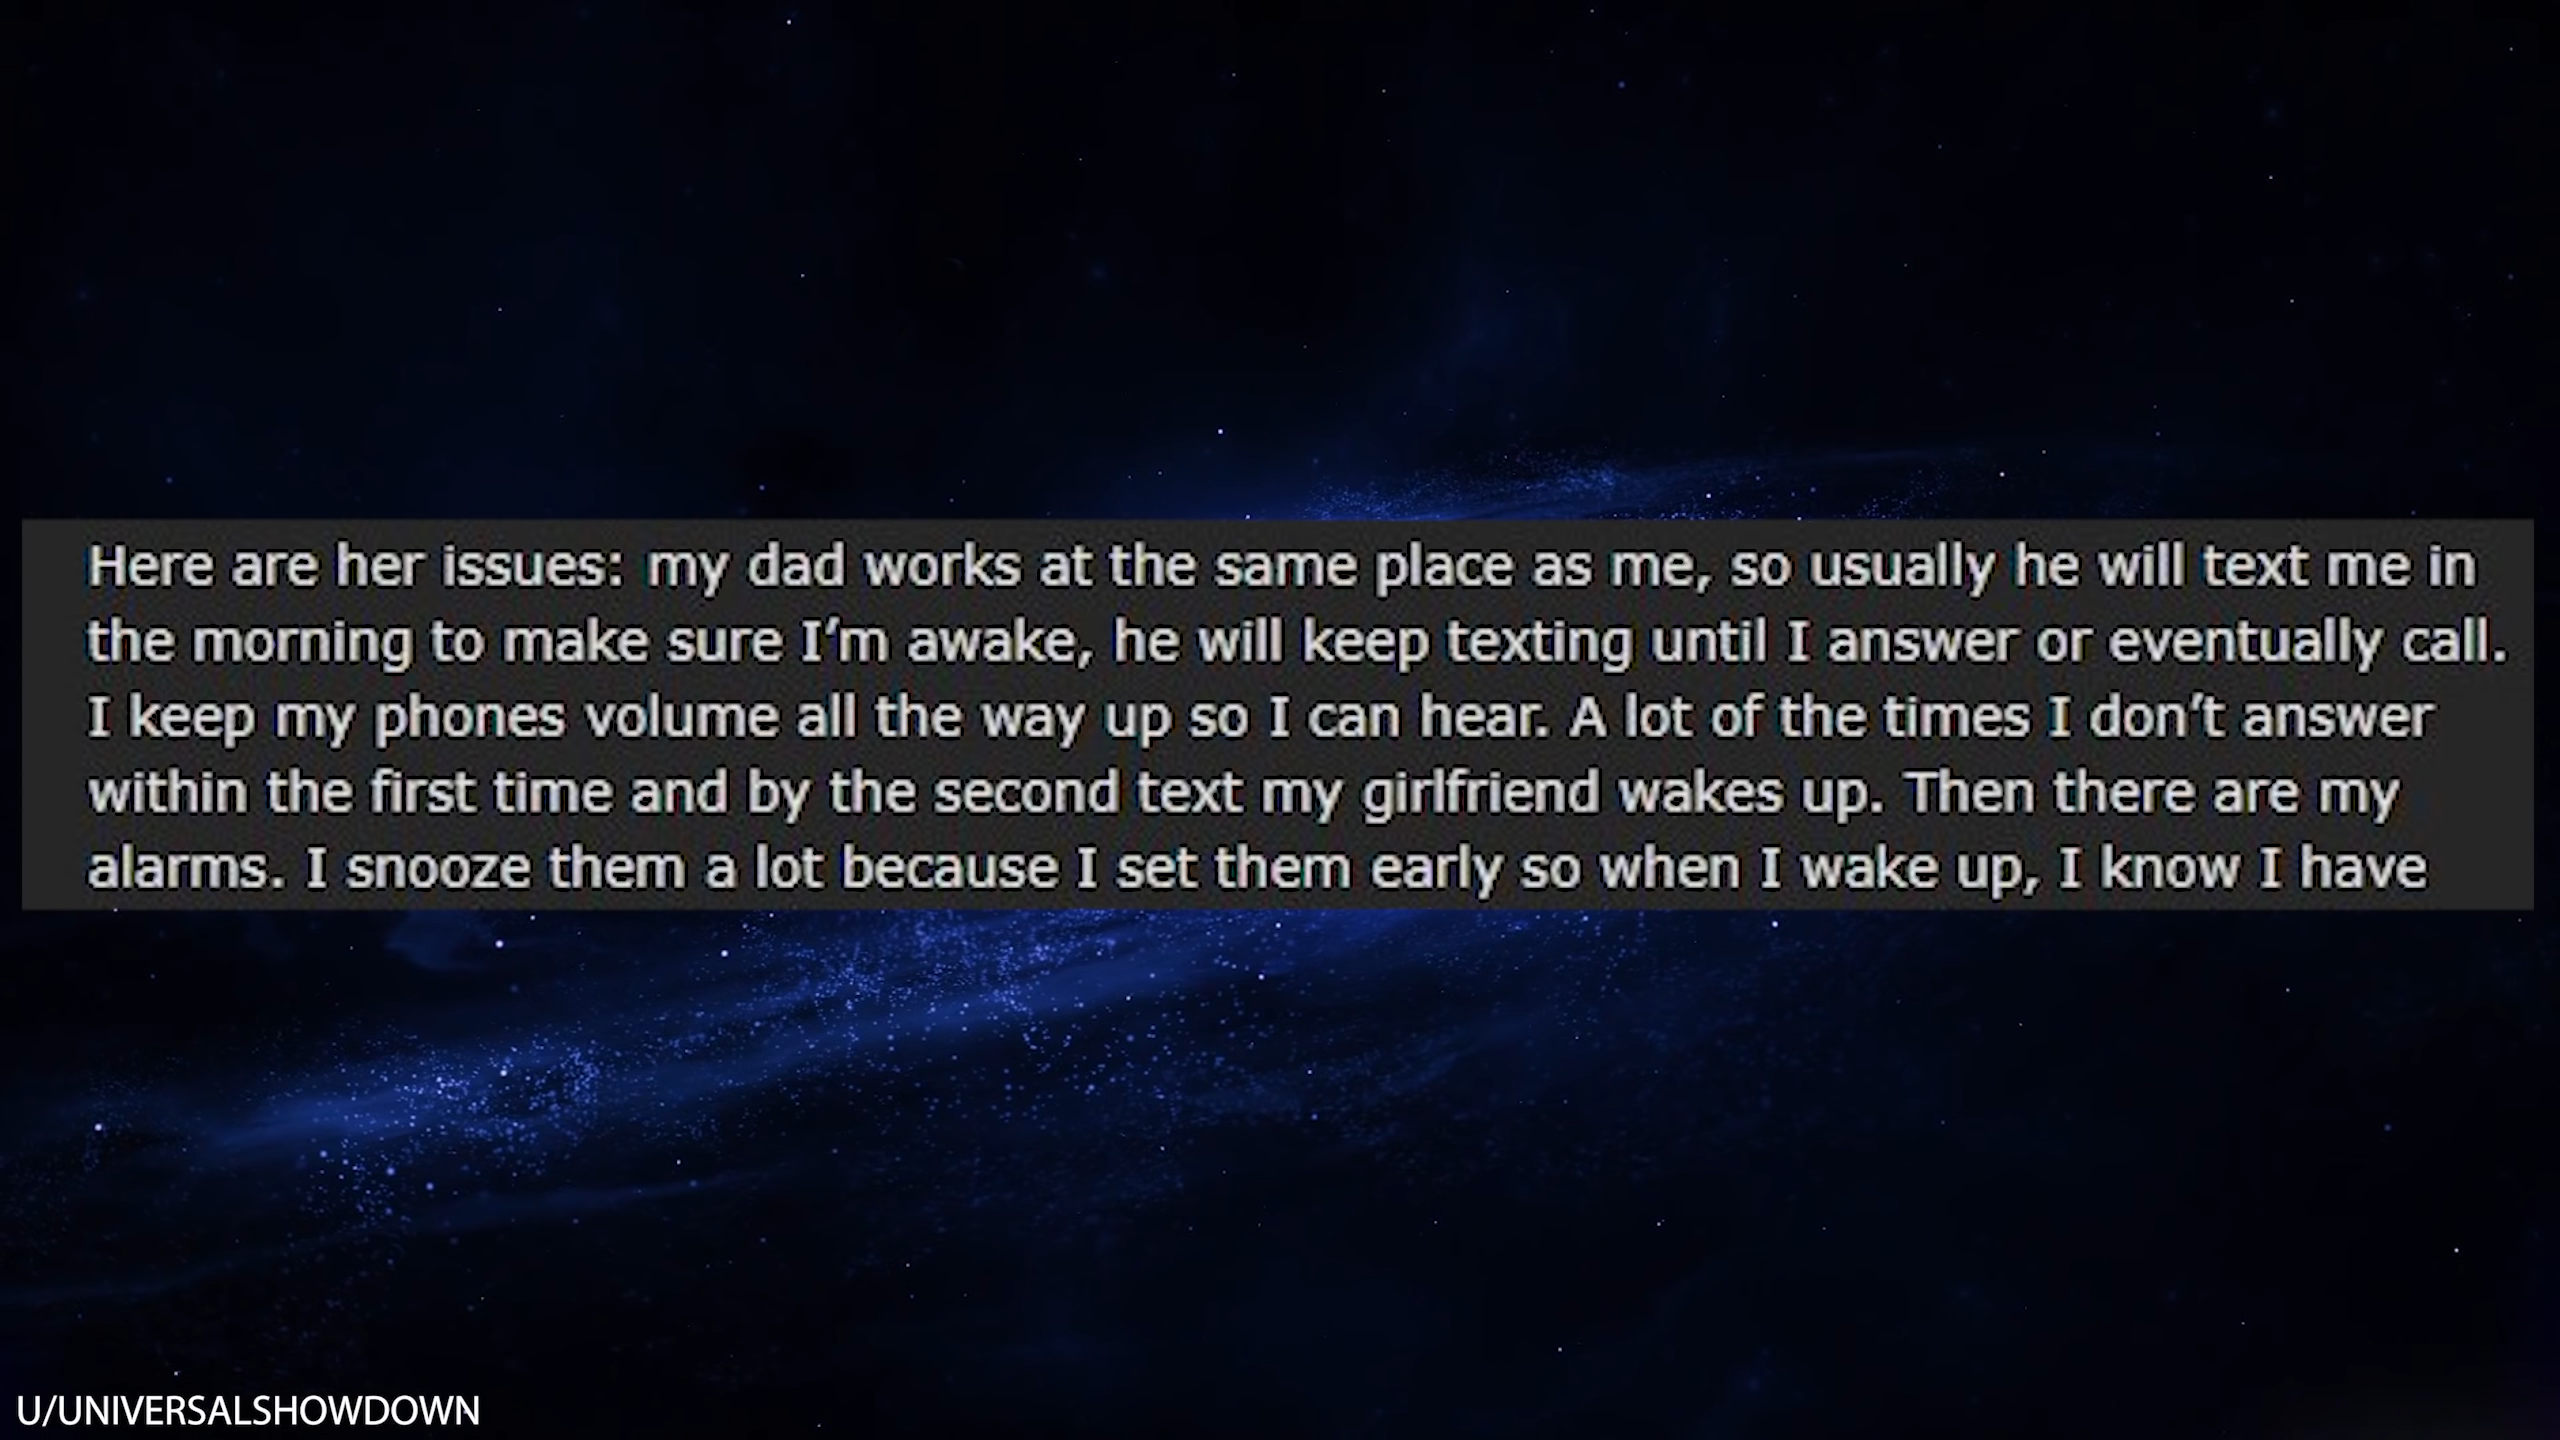 Here are her issues: my dad works at the same place as me, so usually he will text me in
the morning to make sure I’m awake, he will keep texting until I answer or eventually call.
I keep my phones volume all the way up so I can hear. A lot of the times I don’t answer
within the first time and by the second text my girlfriend wakes up. Then there are my
alarms. I snooze them a lot because I set them early so when I wake up, I know I have
U/UNIVERSALSHOWDOWN